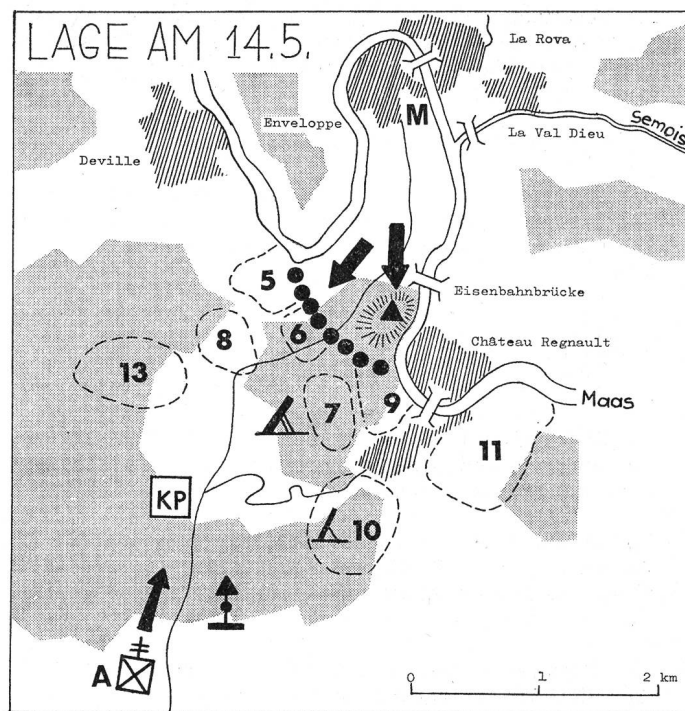 LAGE AM 14.5.
La Rova
M
Enveloppe
La Val Dieu
Semois
Deville
5
Eisenbahnbrücke
6
8
Château Regnault
13
7
9
Maas
11
KP
10
A
0 1 2 km